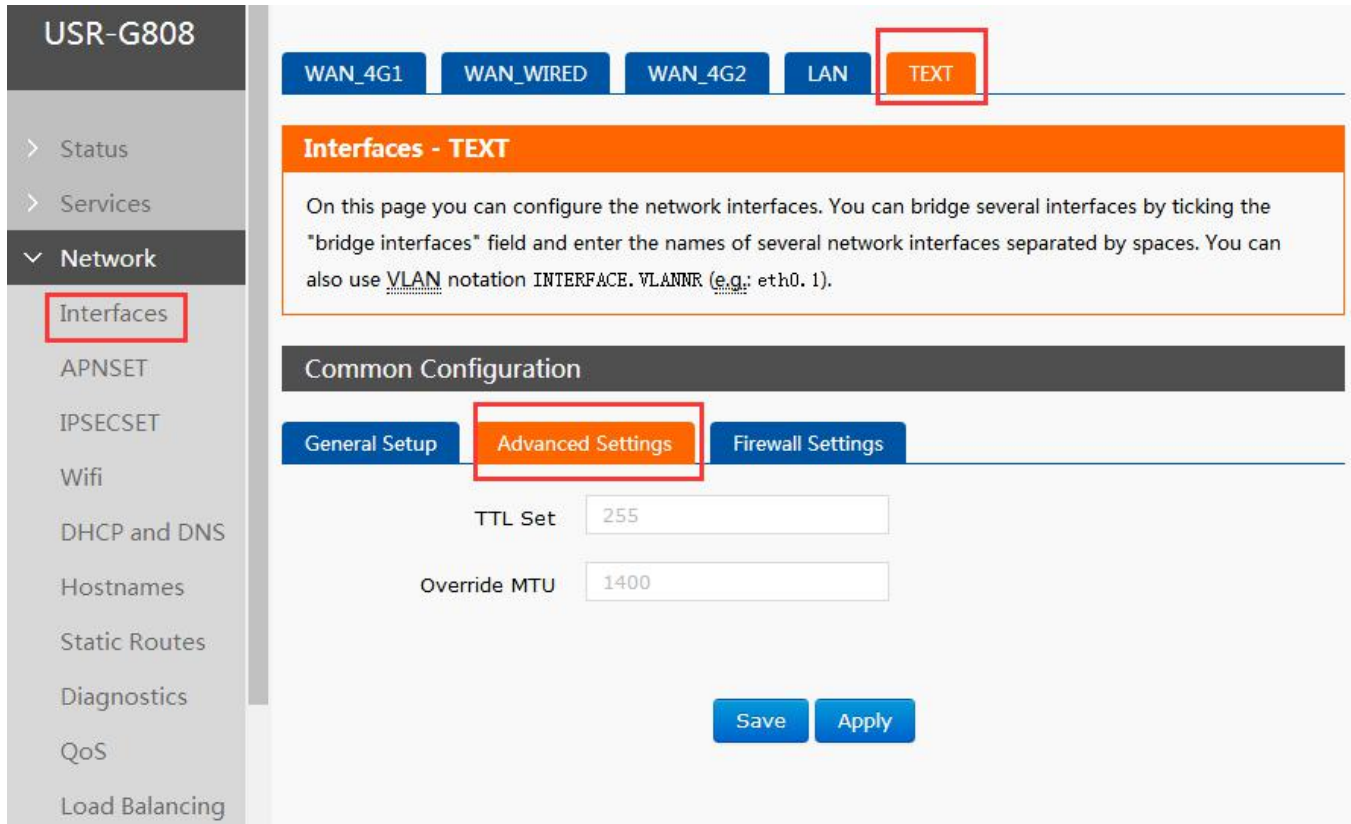 USR-G808
Status
Services
Network
Interfaces
APNSET
IPSECSET
Wifi
DHCP and DNS
Hostnames
Static Routes
Diagnostics
QoS
Load Balancing
WAN_4G1 WAN_WIRED WAN_4G2 LAN TEXT
Interfaces - TEXT
On this page you can configure the network interfaces. You can bridge several interfaces by ticking the
"bridge interfaces" field and enter the names of several network interfaces separated by spaces. You can
also use VLAN notation INTERFACE.VLANNR (e.g.: eth0.1).
Common Configuration
General Setup Advanced Settings Firewall Settings
TTL Set 255
Override MTU 1400
Save Apply